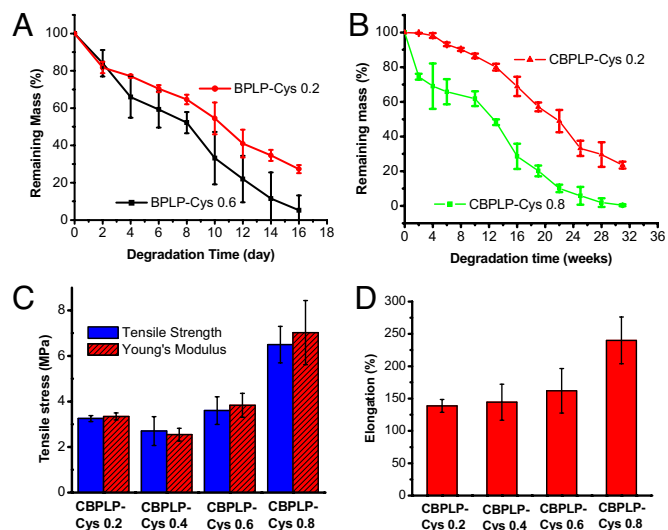 A
100
80
60
40
20
0
Remaining Mass (%)
BPLP-Cys 0.2
BPLP-Cys 0.6
0 2 4 6 8 10 12 14 16 18
Degradation Time (day)
B
100
80
60
40
20
0
Remaining mass (%)
CBPLP-Cys 0.2
CBPLP-Cys 0.8
0 4 8 12 16 20 24 28 32 36
Degradation time (weeks)
C
6
4
2
0
Tensile stress (MPa)
Tensile Strength
Young's Modulus
CBPLP- CBPLP- CBPLP- CBPLP-
Cys 0.2 Cys 0.4 Cys 0.6 Cys 0.8
D
300
250
200
150
100
50
0
Elongation (%)
CBPLP- CBPLP- CBPLP- CBPLP-
Cys 0.2 Cys 0.4 Cys 0.6 Cys 0.8